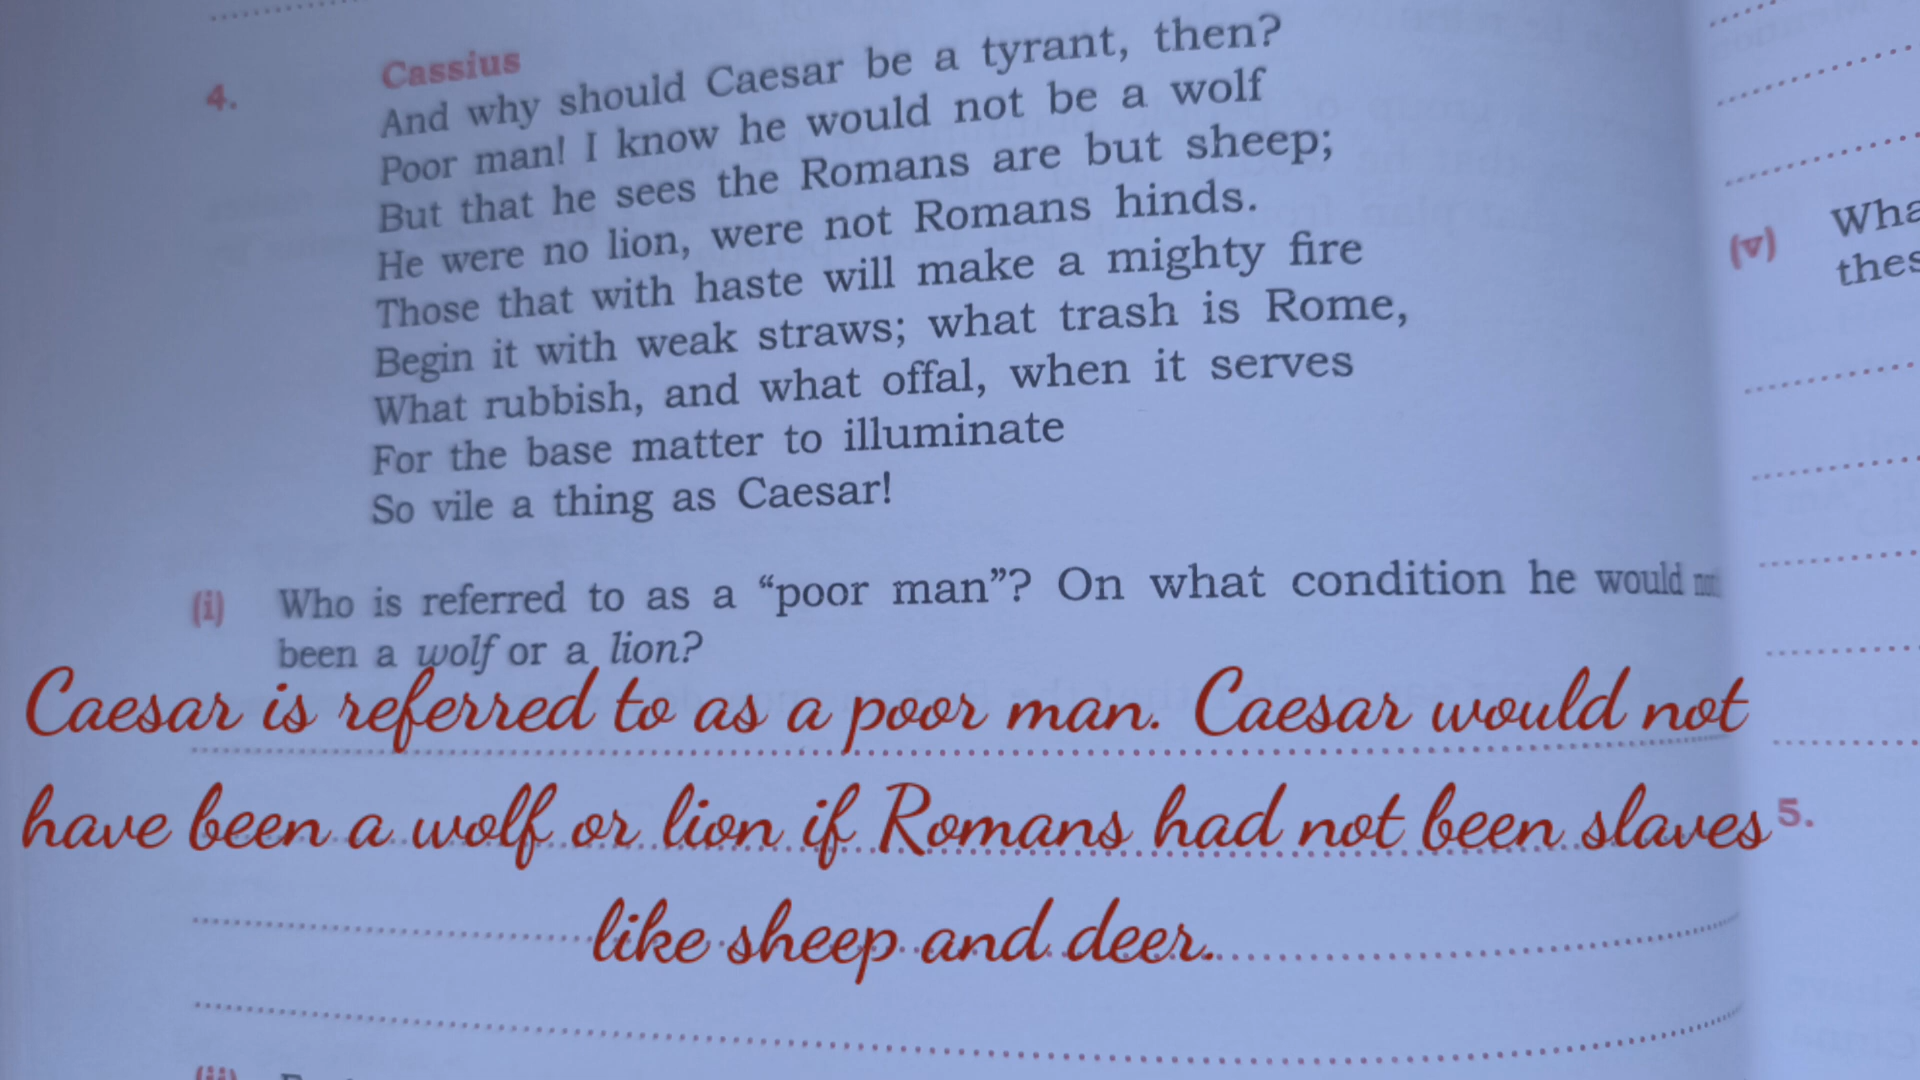 4.
Cassius
And why should Caesar be a tyrant, then?
Poor man! I know he would not be a wolf
But that he sees the Romans are but sheep;
He were no lion, were not Romans hinds.
Those that with haste will make a mighty fire
Begin it with weak straws; what trash is Rome,
What rubbish, and what offal, when it serves
For the base matter to illuminate
So vile a thing as Caesar!
(i) Who is referred to as a “poor man”? On what condition he would
been a wolf or a lion?
Caesar is referred to as a poor man. Caesar would not
have been a wolf or lion if Romans had not been slaves
like sheep and deer.
(v)
5.